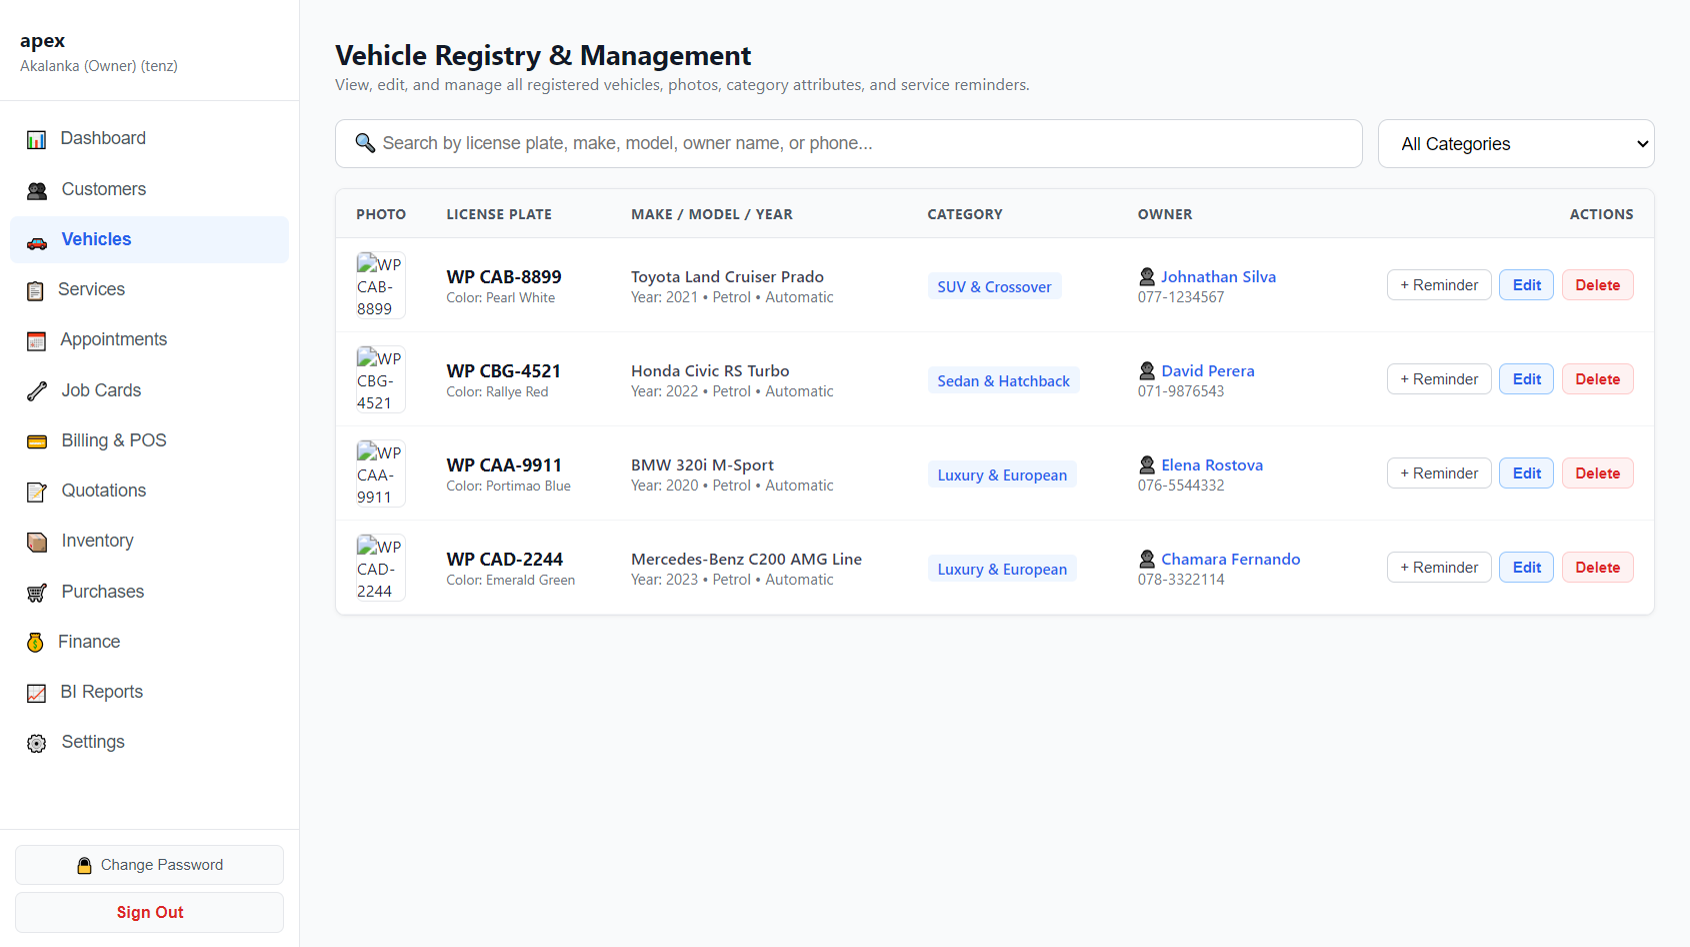 apex
Akalanka (Owner) (tenz)
Dashboard
Customers
Vehicles
Services
Appointments
Job Cards
Billing & POS
Quotations
Inventory
Purchases
Finance
BI Reports
Settings
Change Password
Sign Out
Vehicle Registry & Management
View, edit, and manage all registered vehicles, photos, category attributes, and service reminders.
Search by license plate, make, model, owner name, or phone...
All Categories
PHOTO LICENSE PLATE MAKE / MODEL / YEAR CATEGORY OWNER ACTIONS
WP CAB-8899
WP CAB-8899
Color: Pearl White
Toyota Land Cruiser Prado
Year: 2021 • Petrol • Automatic
SUV & Crossover
Johnathan Silva
077-1234567
+ Reminder Edit Delete
WP CBG-4521
WP CBG-4521
Color: Rallye Red
Honda Civic RS Turbo
Year: 2022 • Petrol • Automatic
Sedan & Hatchback
David Perera
071-9876543
+ Reminder Edit Delete
WP CAA-9911
WP CAA-9911
Color: Portimao Blue
BMW 320i M-Sport
Year: 2020 • Petrol • Automatic
Luxury & European
Elena Rostova
076-5544332
+ Reminder Edit Delete
WP CAD-2244
WP CAD-2244
Color: Emerald Green
Mercedes-Benz C200 AMG Line
Year: 2023 • Petrol • Automatic
Luxury & European
Chamara Fernando
078-3322114
+ Reminder Edit Delete